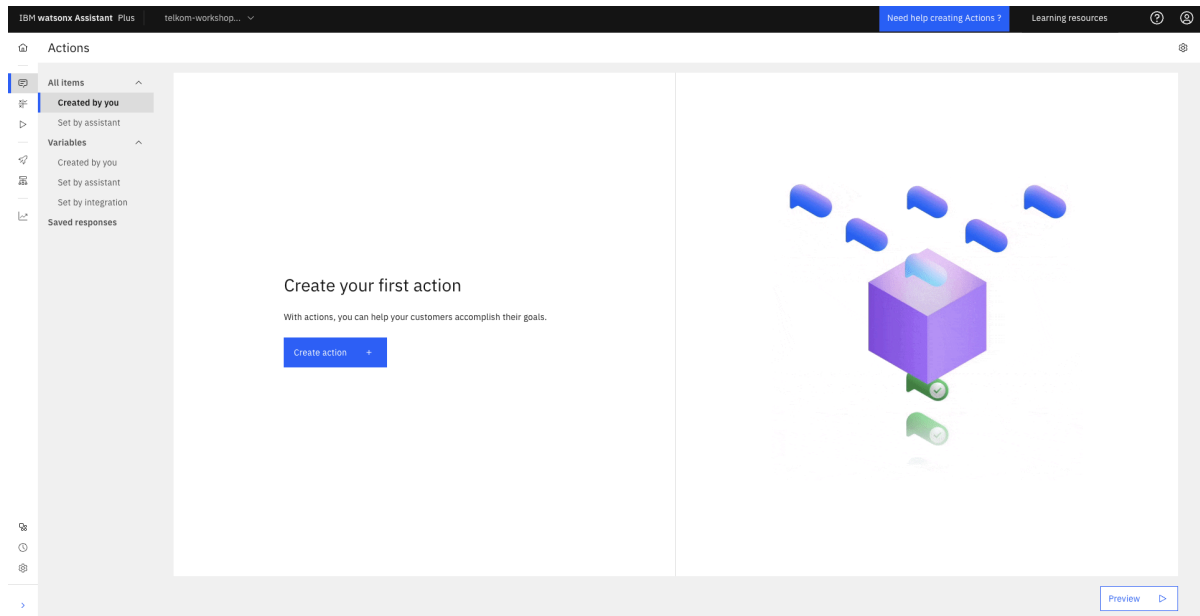 IBM watsonx Assistant Plus
telkom-workshop...
Need help creating Actions ?
Learning resources
Actions
All items
Created by you
Set by assistant
Variables
Created by you
Set by assistant
Set by integration
Saved responses
Create your first action
With actions, you can help your customers accomplish their goals.
Create action +
Preview